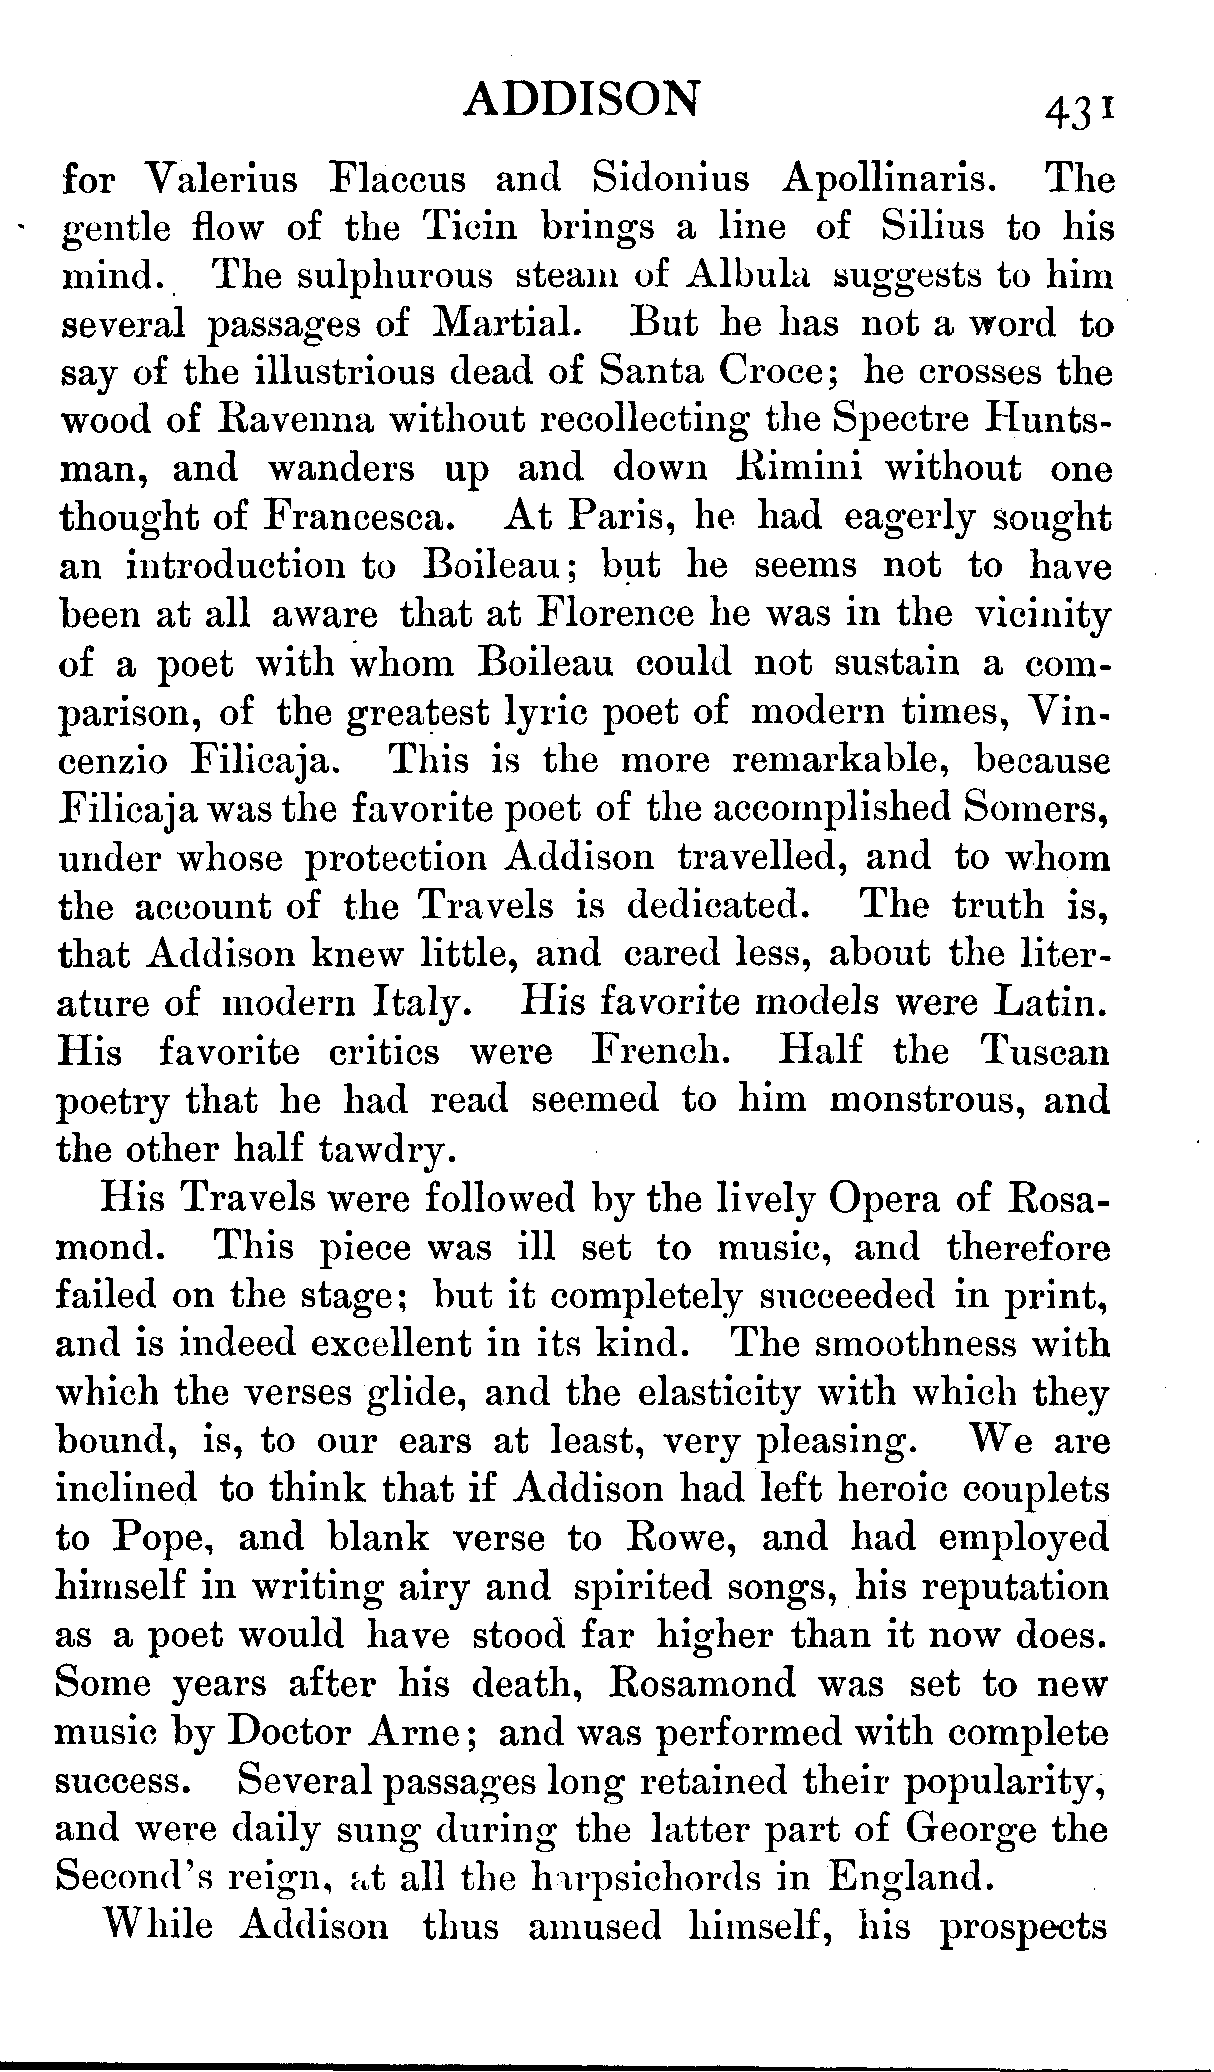 ADDISON 431
for Valerius Flaccus and Sidonius Apollinaris. The
gentle flow of the Ticin brings a line of Silius to his
mind. The sulphurous steam of Albula suggests to him
several passages of Martial. But he has not a word to
say of the illustrious dead of Santa Croce; he crosses the
wood of Ravenna without recollecting the Spectre Hunts-
man, and wanders up and down Rimini without one
thought of Francesca. At Paris, he had eagerly sought
an introduction to Boileau; but he seems not to have
been at all aware that at Florence he was in the vicinity
of a poet with whom Boileau could not sustain a com-
parison, of the greatest lyric poet of modern times, Vin-
cenzio Filicaja. This is the more remarkable, because
Filicaja was the favorite poet of the accomplished Somers,
under whose protection Addison travelled, and to whom
the account of the Travels is dedicated. The truth is,
that Addison knew little, and cared less, about the liter-
ature of modern Italy. His favorite models were Latin.
His favorite critics were French. Half the Tuscan
poetry that he had read seemed to him monstrous, and
the other half tawdry.
His Travels were followed by the lively Opera of Rosa-
mond. This piece was ill set to music, and therefore
failed on the stage; but it completely succeeded in print,
and is indeed excellent in its kind. The smoothness with
which the verses glide, and the elasticity with which they
bound, is, to our ears at least, very pleasing. We are
inclined to think that if Addison had left heroic couplets
to Pope, and blank verse to Rowe, and had employed
himself in writing airy and spirited songs, his reputation
as a poet would have stood far higher than it now does.
Some years after his death, Rosamond was set to new
music by Doctor Arne; and was performed with complete
success. Several passages long retained their popularity,
and were daily sung during the latter part of George the
Second's reign, at all the harpsichords in England.
While Addison thus amused himself, his prospects